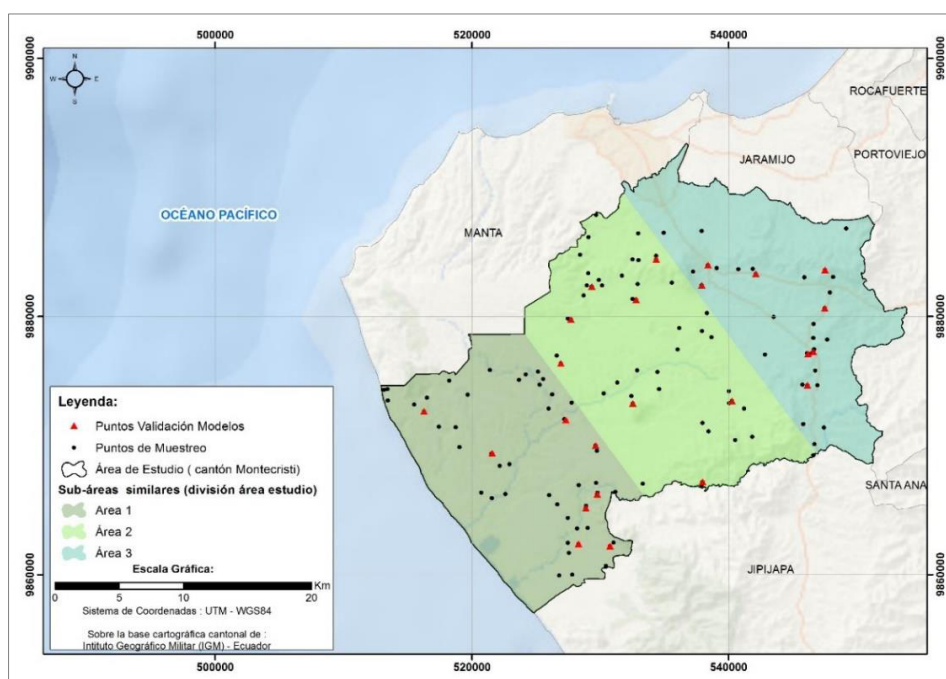 500000
520000
540000
9900000
9900000
N
W
E
S
ROCAFUERTE
PORTOVIEJO
JARAMIJO
OCÉANO PACÍFICO
MANTA
9880000
9880000
Leyenda:
Puntos Validación Modelos
Puntos de Muestreo
Área de Estudio ( cantón Montecristi)
Sub-áreas similares (división área estudio)
Area 1
Área 2
Área 3
Escala Gráfica:
Km
0
5
10
20
Sistema de Coordenadas : UTM - WGS84
Sobre la base cartográfica cantonal de :
Intituto Geográfico Militar (IGM) - Ecuador
SANTA ANA
JIPIJAPA
9860000
9860000
500000
520000
540000